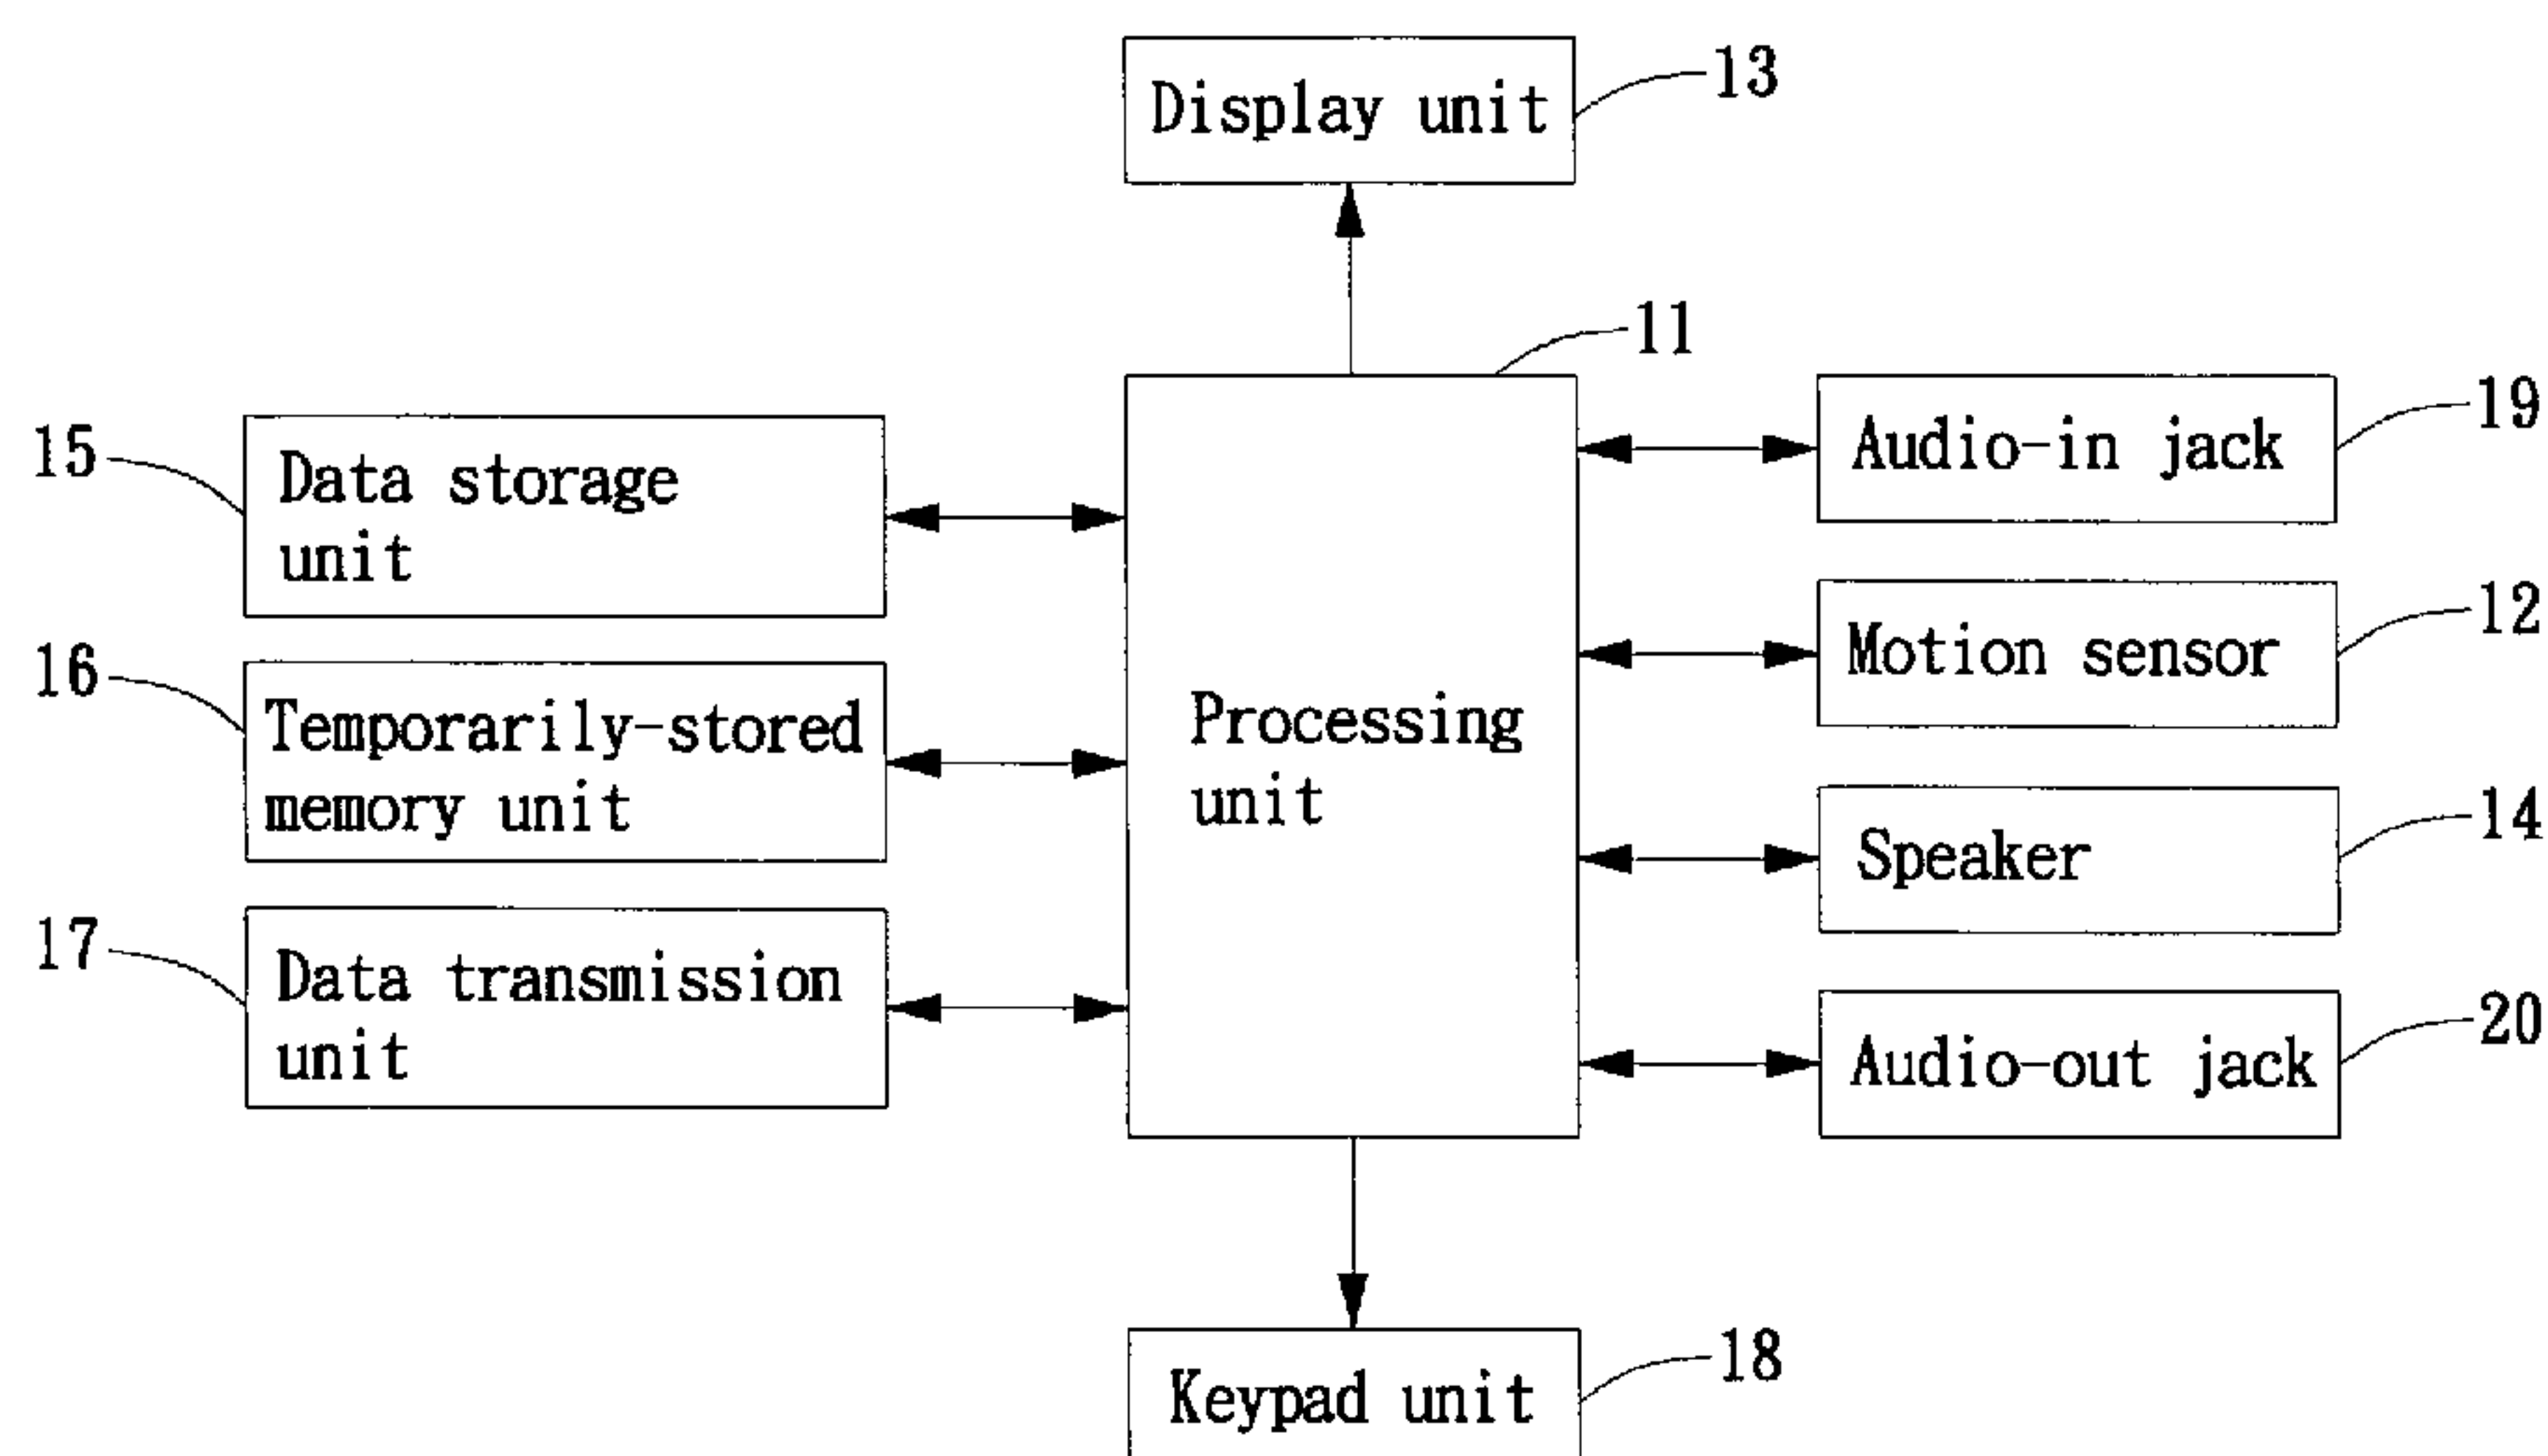 Display unit
13
11
15
Data storage
unit
16
Temporarily-stored
memory unit
17
Data transmission
unit
Processing
unit
Audio-in jack
19
Motion sensor
12
Speaker
14
Audio-out jack
20
Keypad unit
18